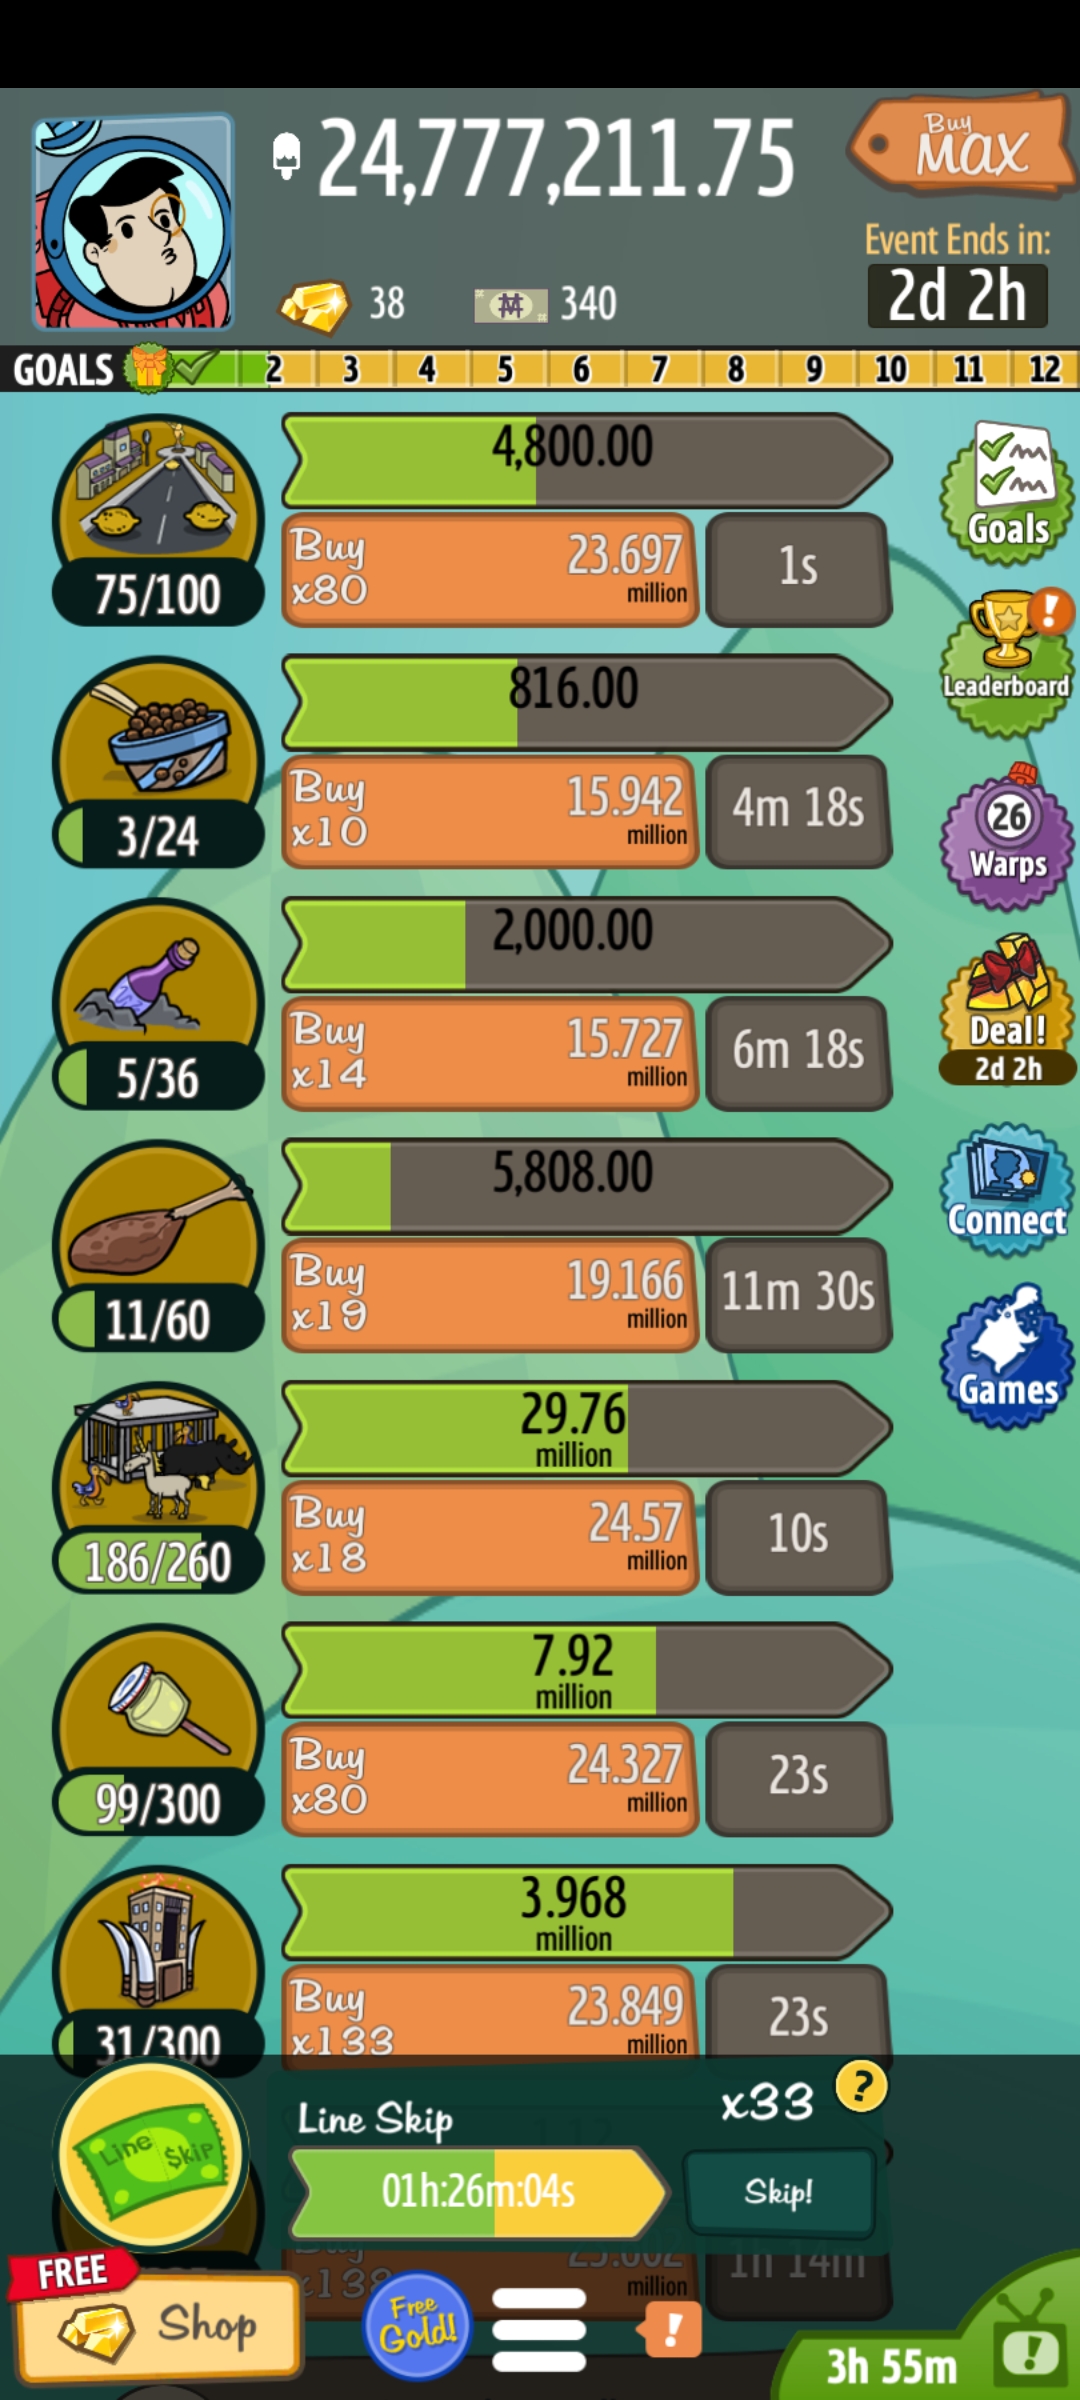 24,777,211.75
Buy
MAX
Event Ends in:
2d 2h
38
340
GOALS 2 3 4 5 6 7 8 9 10 11 12
4,800.00
Buy
x80
23.697
million
1s
75/100
Goals
816.00
Buy
x10
15.942
million
4m 18s
3/24
!
Leaderboard
26
Warps
2,000.00
Buy
x14
15.727
million
6m 18s
5/36
Deal!
2d 2h
5,808.00
Buy
x19
19.166
million
11m 30s
11/60
Connect
29.76
million
Buy
x18
24.57
million
10s
186/260
Games
7.92
million
Buy
x80
24.327
million
23s
99/300
3.968
million
Buy
x133
23.849
million
23s
31/300
Line Skip
x33
?
Line $kip
01h:26m:04s
Skip!
Buy
x138
million
1h 14m
FREE
Shop
Free
Gold!
!
3h 55m
!